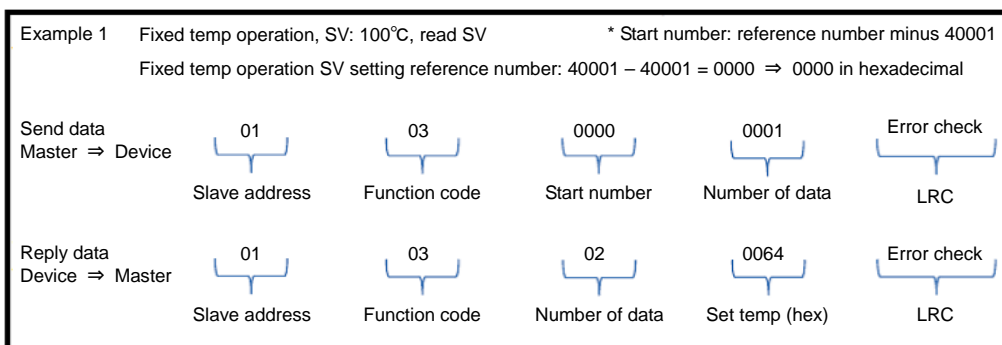 Example 1 Fixed temp operation, SV: 100°C, read SV * Start number: reference number minus 40001
Fixed temp operation SV setting reference number: 40001 – 40001 = 0000 ⇒ 0000 in hexadecimal
Send data 01 03 0000 0001 Error check
Master ⇒ Device
Slave address Function code Start number Number of data LRC
Reply data 01 03 02 0064 Error check
Device ⇒ Master
Slave address Function code Number of data Set temp (hex) LRC